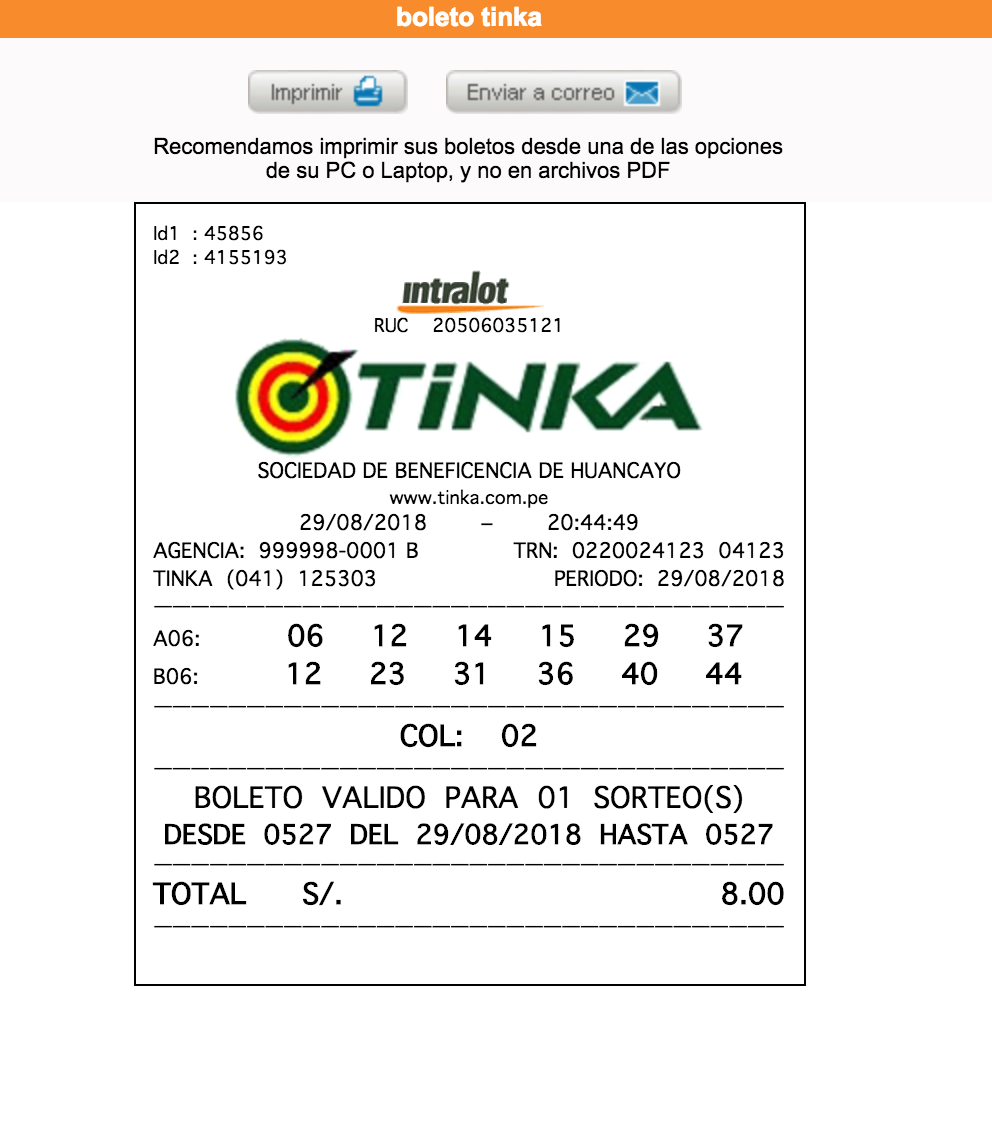 boleto tinka
Imprimir Enviar a correo
Recomendamos imprimir sus boletos desde una de las opciones
de su PC o Laptop, y no en archivos PDF
Id1 : 45856
Id2 : 4155193
intralot
RUC 20506035121
TiNKA
SOCIEDAD DE BENEFICENCIA DE HUANCAYO
www.tinka.com.pe
29/08/2018 – 20:44:49
AGENCIA: 999998-0001 B TRN: 0220024123 04123
TINKA (041) 125303 PERIODO: 29/08/2018
A06: 06 12 14 15 29 37
B06: 12 23 31 36 40 44
COL: 02
BOLETO VALIDO PARA 01 SORTEO(S)
DESDE 0527 DEL 29/08/2018 HASTA 0527
TOTAL S/. 8.00